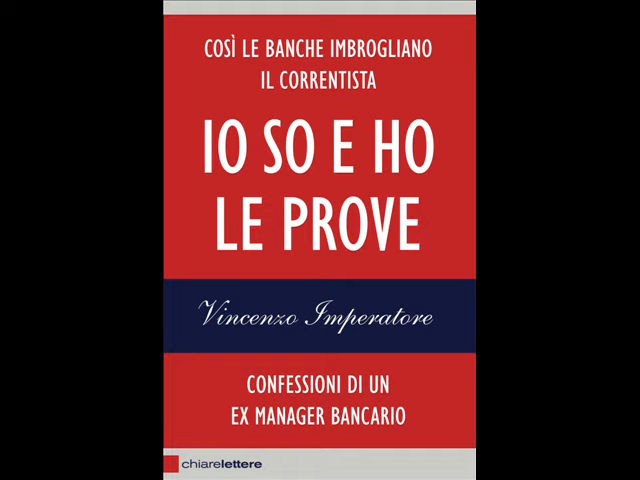 COSÌ LE BANCHE IMBROGLIANO
IL CORRENTISTA
IO SO E HO
LE PROVE
Vincenzo Imperatore
CONFESSIONI DI UN
EX MANAGER BANCARIO
chiarelettere